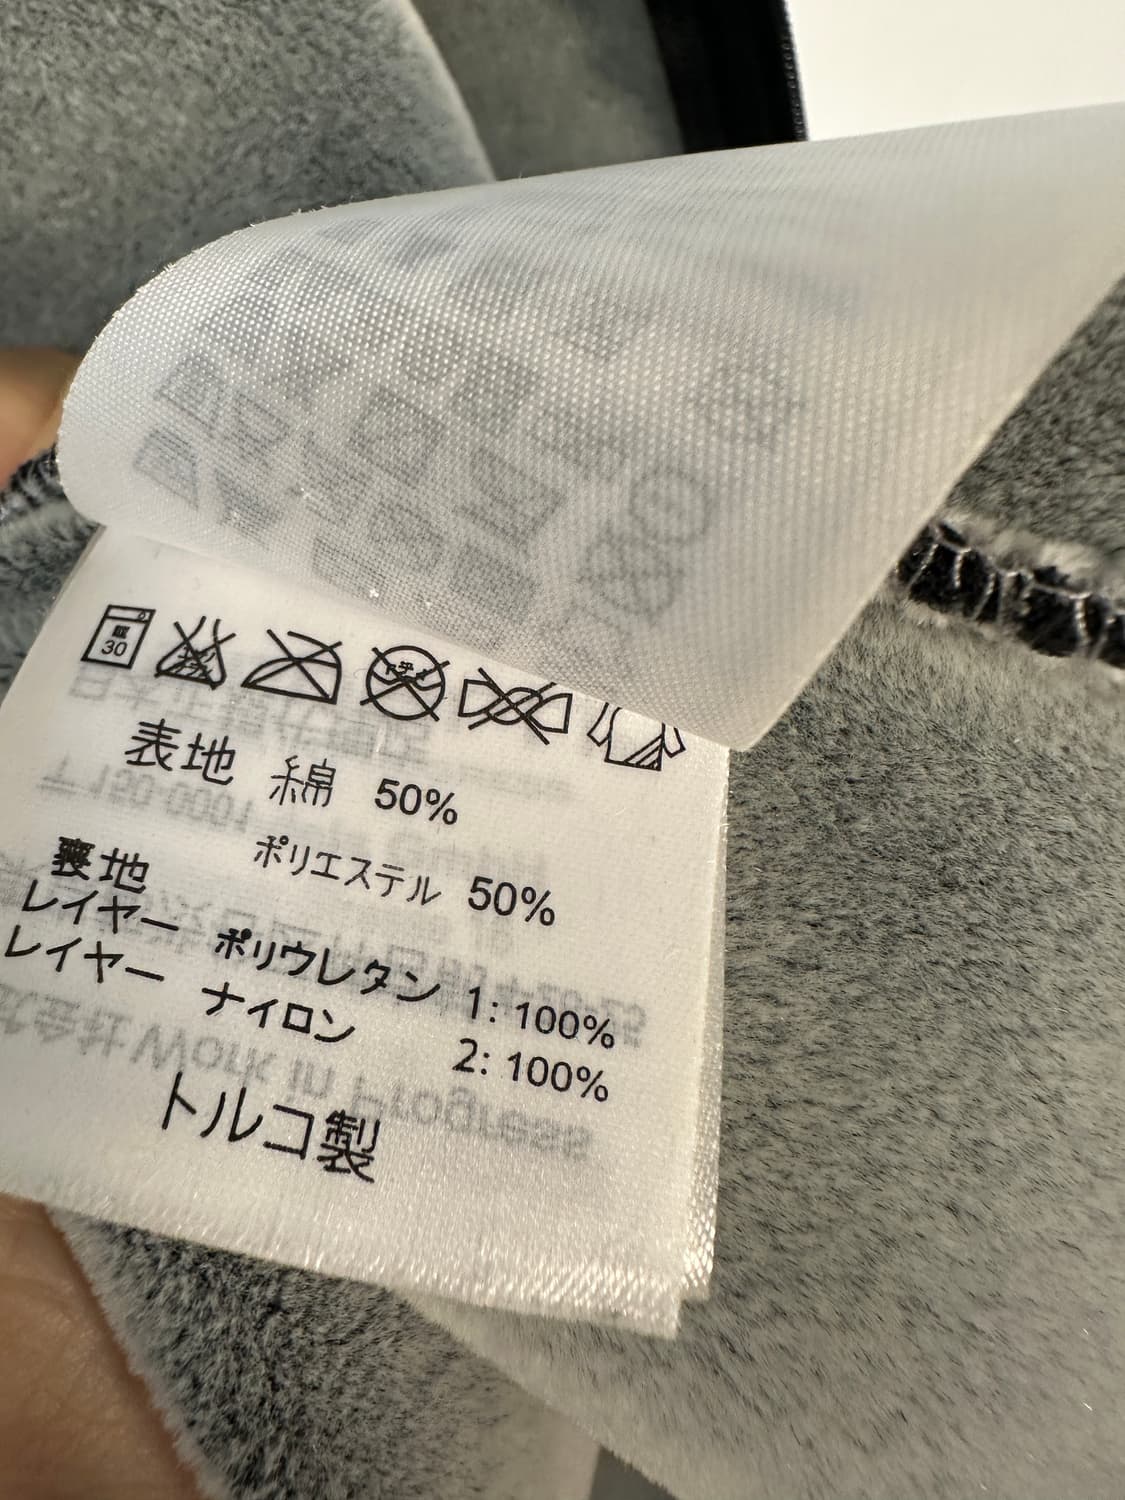 30
表地 綿 50%
ポリエステル 50%
裏地
レイヤー ポリウレタン 1: 100%
レイヤー ナイロン 2: 100%
トルコ製